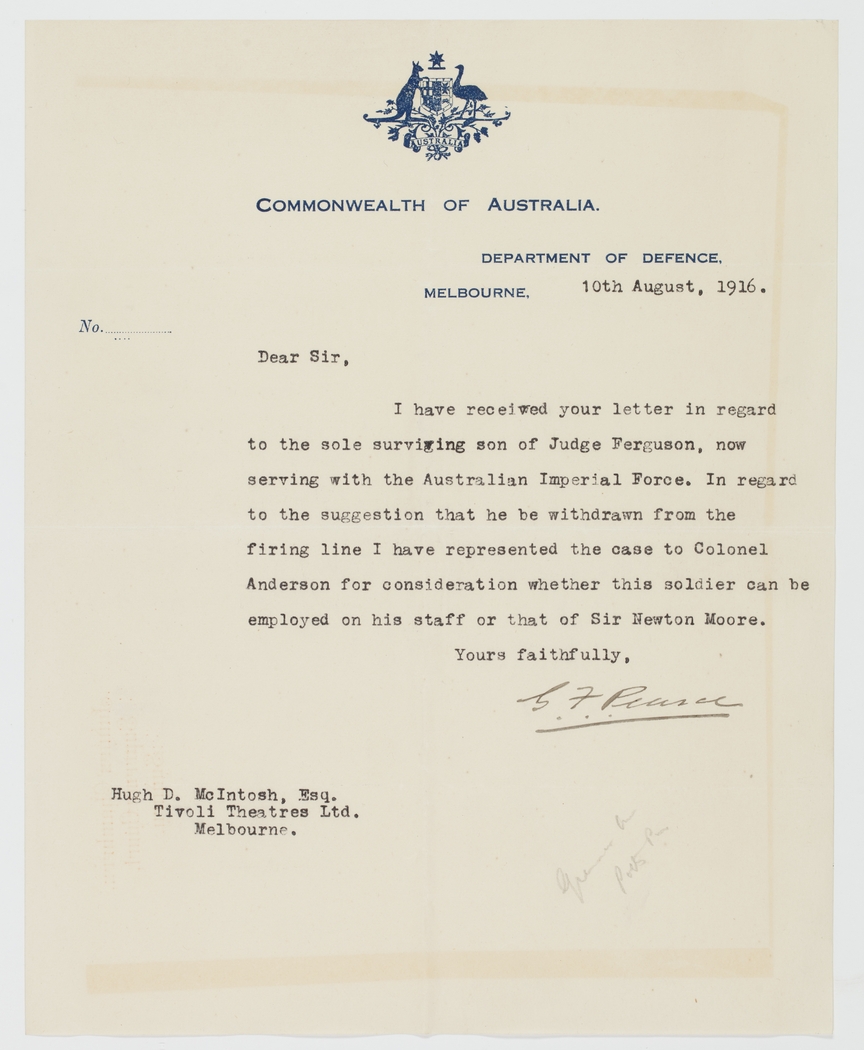 AUSTRALIA
COMMONWEALTH OF AUSTRALIA.
DEPARTMENT OF DEFENCE,
MELBOURNE, 10th August, 1916.
No.
Dear Sir,
I have received your letter in regard
to the sole surviving son of Judge Ferguson, now
serving with the Australian Imperial Force. In regard
to the suggestion that he be withdrawn from the
firing line I have represented the case to Colonel
Anderson for consideration whether this soldier can be
employed on his staff or that of Sir Newton Moore.
Yours faithfully,
G F Pearce
Hugh D. McIntosh, Esq.
Tivoli Theatres Ltd.
Melbourne.